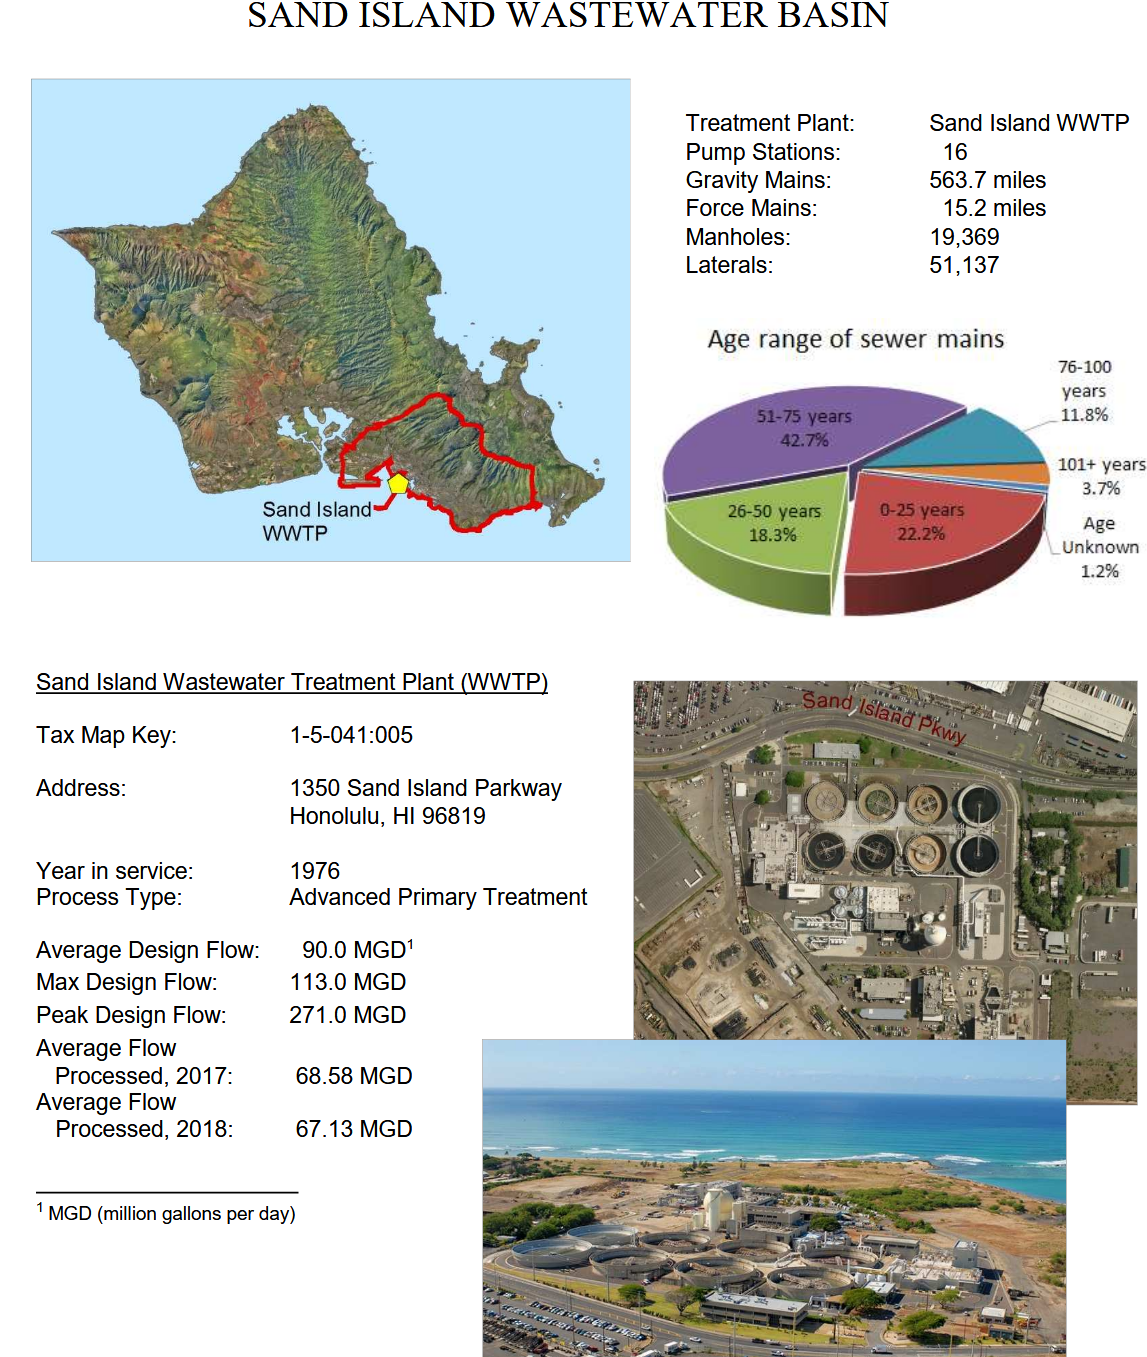 SAND ISLAND WASTEWATER BASIN
Treatment Plant: Sand Island WWTP
Pump Stations: 16
Gravity Mains: 563.7 miles
Force Mains: 15.2 miles
Manholes: 19,369
Laterals: 51,137
Sand Island
WWTP
Age range of sewer mains
51-75 years
42.7%
76-100
years
11.8%
101+ years
3.7%
26-50 years
18.3%
0-25 years
22.2%
Age
Unknown
1.2%
Sand Island Wastewater Treatment Plant (WWTP)
Tax Map Key: 1-5-041:005
Address: 1350 Sand Island Parkway
Honolulu, HI 96819
Year in service: 1976
Process Type: Advanced Primary Treatment
Average Design Flow: 90.0 MGD¹
Max Design Flow: 113.0 MGD
Peak Design Flow: 271.0 MGD
Average Flow
Processed, 2017: 68.58 MGD
Average Flow
Processed, 2018: 67.13 MGD
¹ MGD (million gallons per day)
Sand Island Pkwy